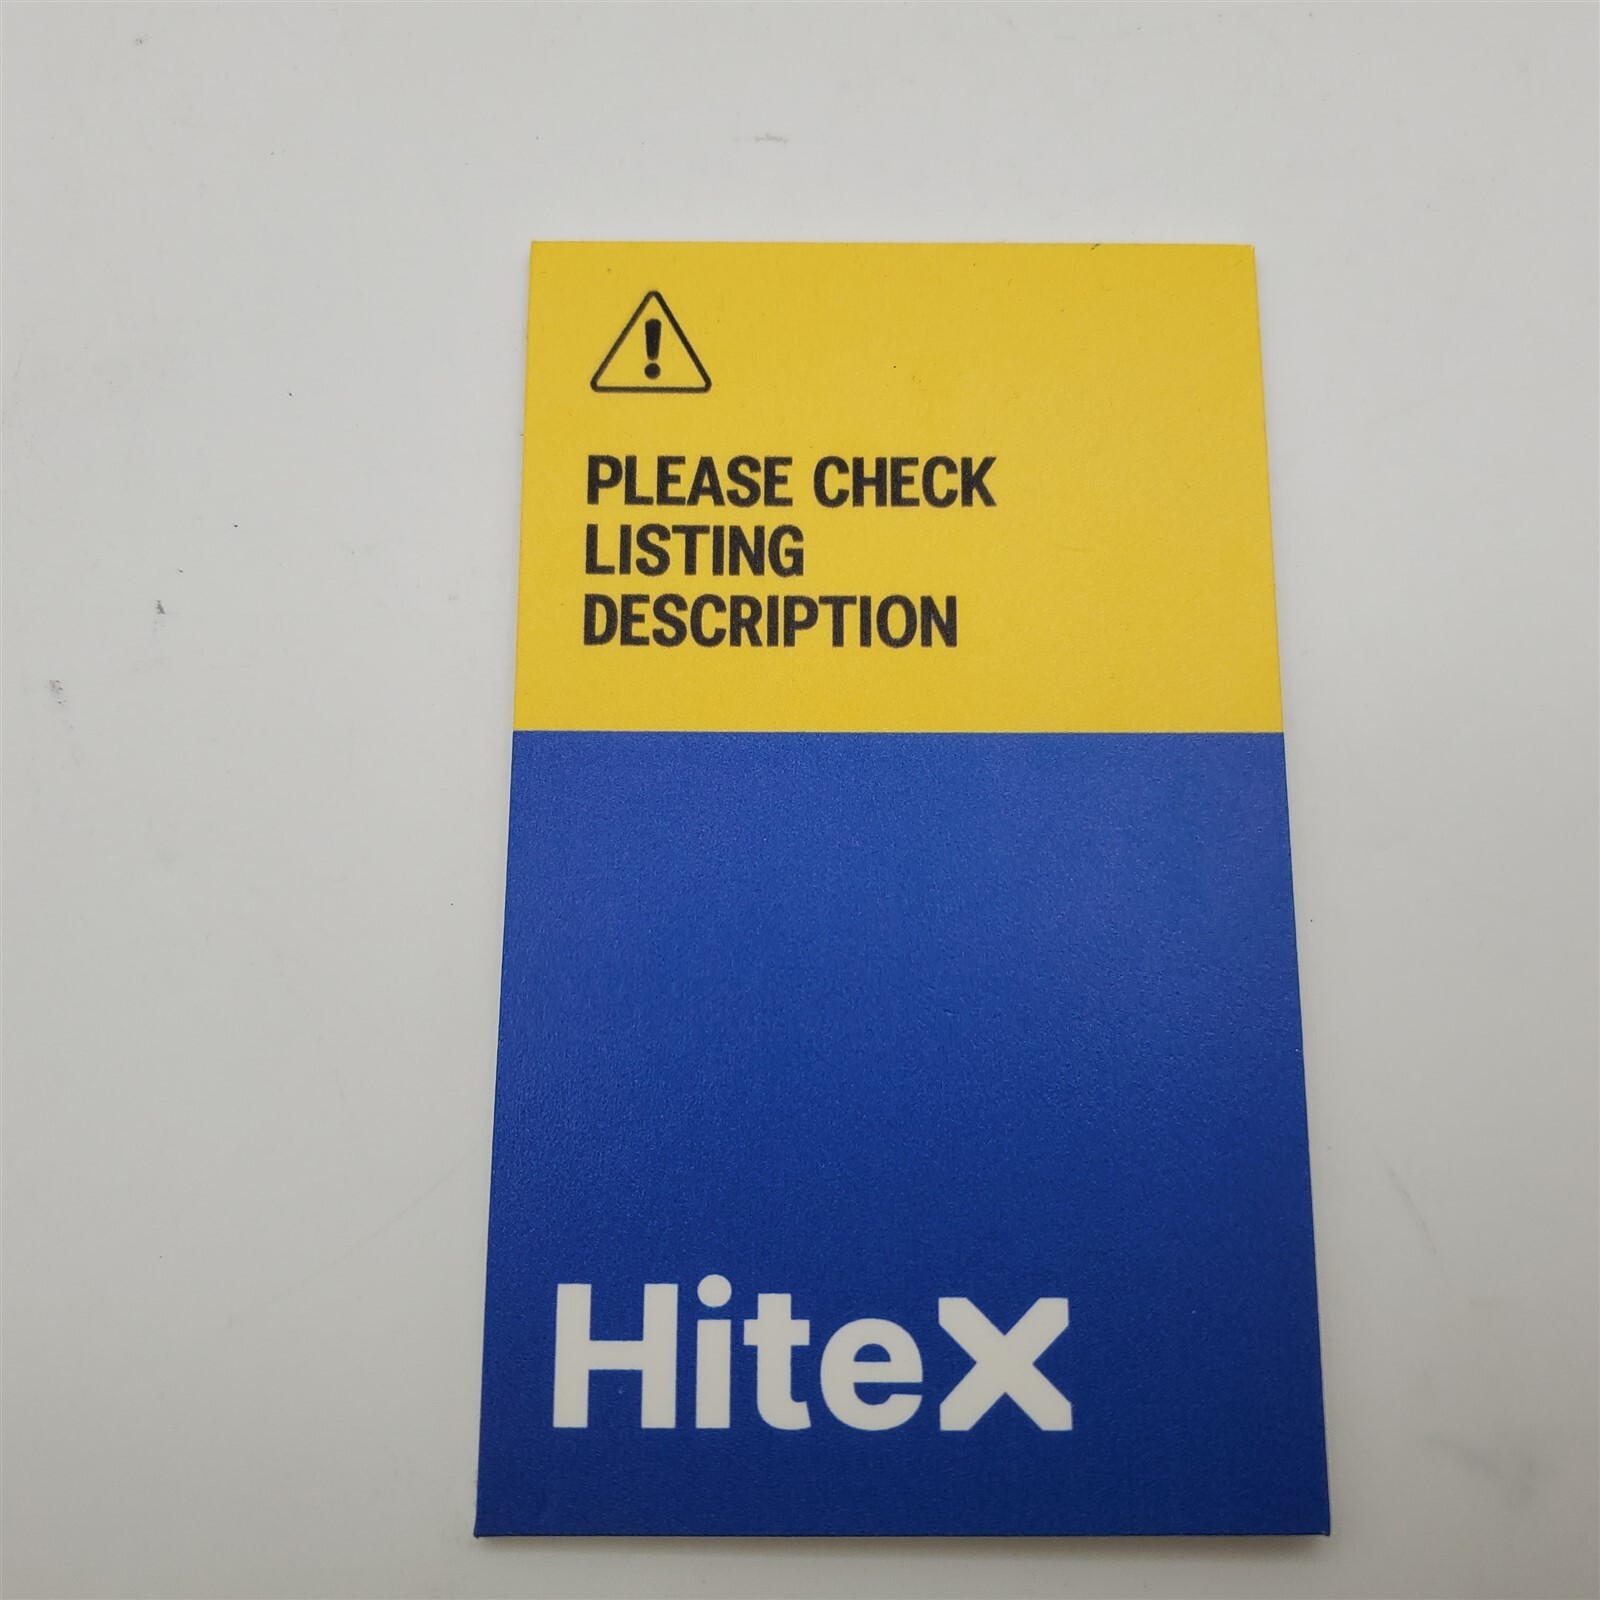 PLEASE CHECK
LISTING
DESCRIPTION
Hitex